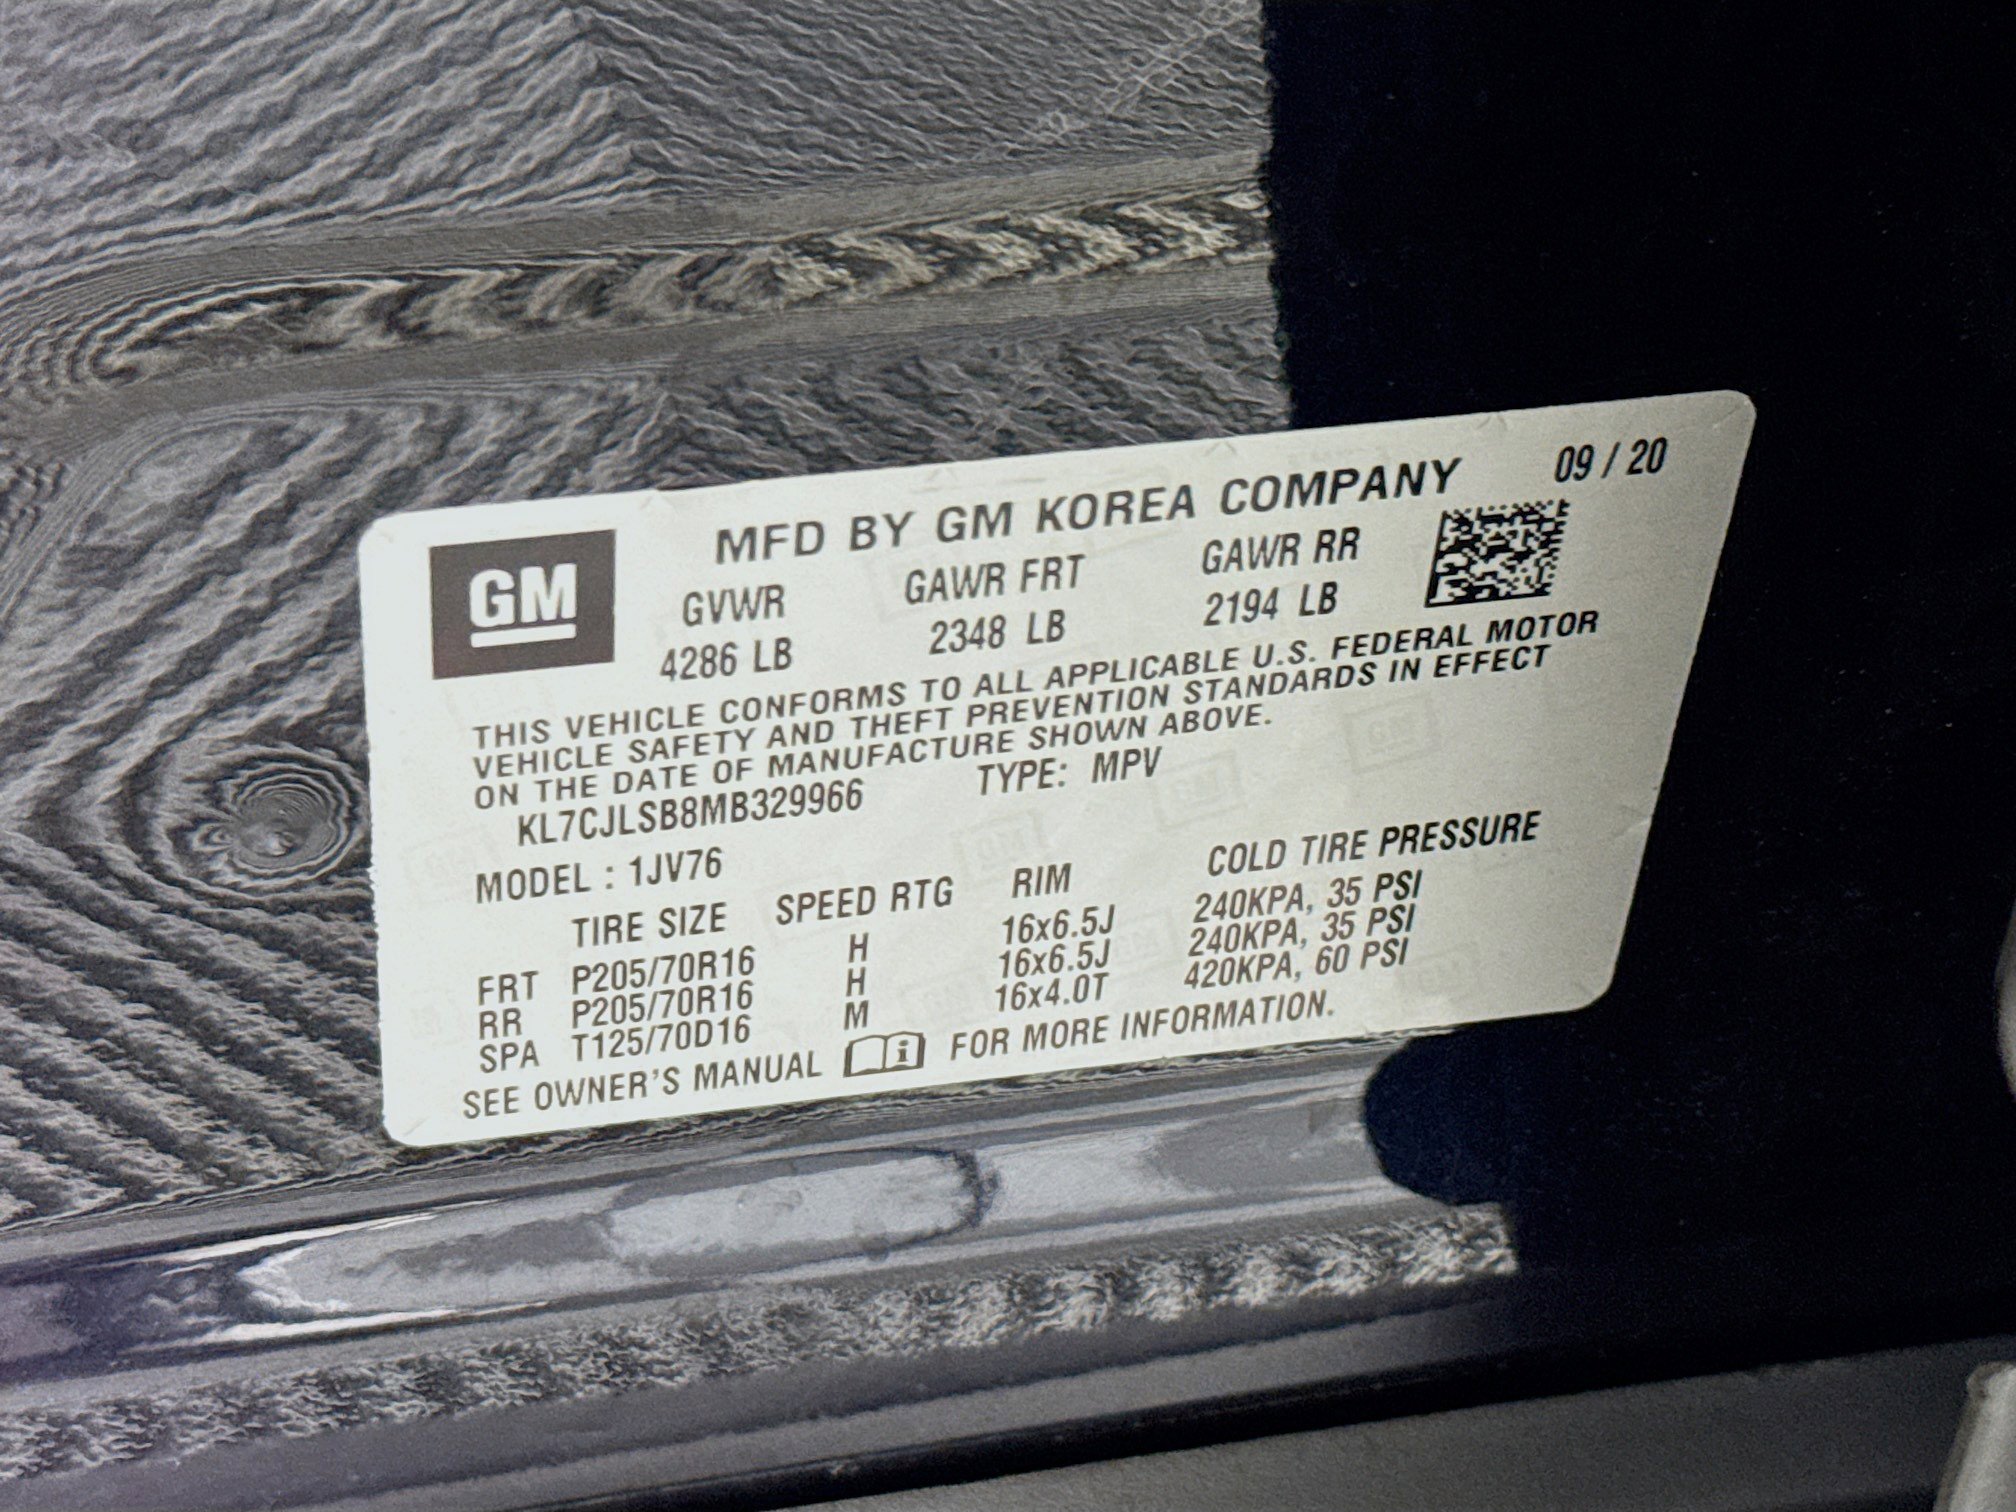 MFD BY GM KOREA COMPANY 09 / 20
GM
GVWR GAWR FRT GAWR RR
4286 LB 2348 LB 2194 LB
THIS VEHICLE CONFORMS TO ALL APPLICABLE U.S. FEDERAL MOTOR
VEHICLE SAFETY AND THEFT PREVENTION STANDARDS IN EFFECT
ON THE DATE OF MANUFACTURE SHOWN ABOVE.
KL7CJLSB8MB329966 TYPE: MPV
MODEL : 1JV76
TIRE SIZE SPEED RTG RIM COLD TIRE PRESSURE
FRT P205/70R16 H 16x6.5J 240KPA, 35 PSI
RR P205/70R16 H 16x6.5J 240KPA, 35 PSI
SPA T125/70D16 M 16x4.0T 420KPA, 60 PSI
SEE OWNER'S MANUAL i FOR MORE INFORMATION.